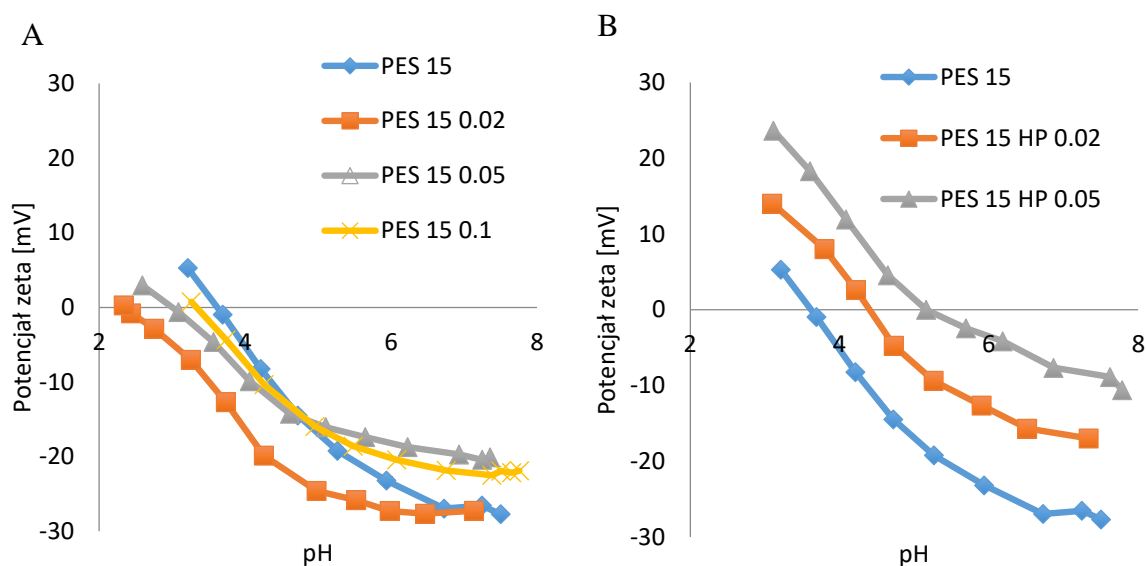 A
PES 15
PES 15 0.02
PES 15 0.05
PES 15 0.1
30
20
10
0
-10
-20
-30
2
4
6
8
Potencjał zeta [mV]
pH
B
PES 15
PES 15 HP 0.02
PES 15 HP 0.05
30
20
10
0
-10
-20
-30
2
4
6
8
Potencjał zeta [mV]
pH